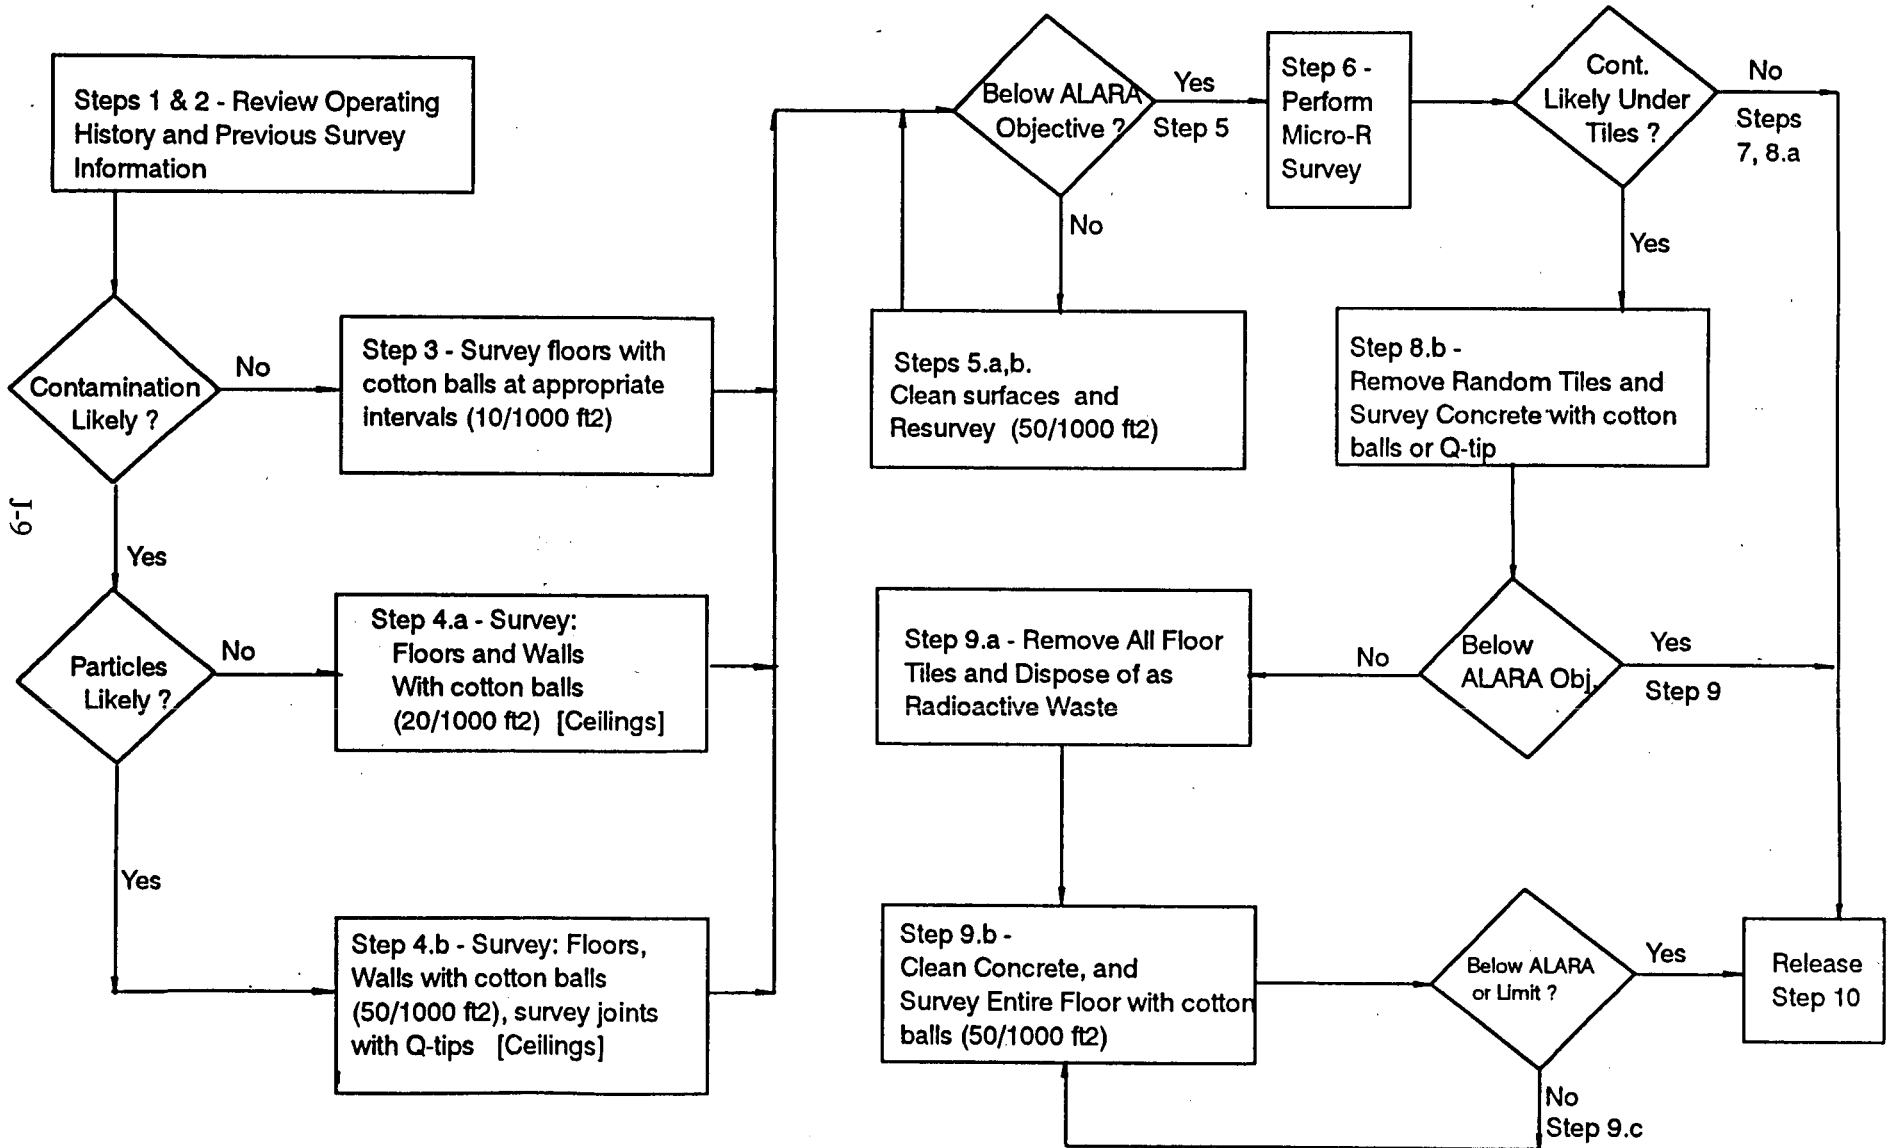 Steps 1 & 2 - Review Operating
History and Previous Survey
Information
Contamination
Likely ?
No
Step 3 - Survey floors with
cotton balls at appropriate
intervals (10/1000 ft2)
Yes
Particles
Likely ?
No
Step 4.a - Survey:
Floors and Walls
With cotton balls
(20/1000 ft2) [Ceilings]
Yes
Step 4.b - Survey: Floors,
Walls with cotton balls
(50/1000 ft2), survey joints
with Q-tips [Ceilings]
Below ALARA
Objective ?
Yes
Step 5
No
Steps 5.a,b.
Clean surfaces and
Resurvey (50/1000 ft2)
Step 6 -
Perform
Micro-R
Survey
Cont.
Likely Under
Tiles ?
No
Steps
7, 8.a
Yes
Step 8.b -
Remove Random Tiles and
Survey Concrete with cotton
balls or Q-tip
Below
ALARA Obj.
Yes
Step 9
No
Step 9.a - Remove All Floor
Tiles and Dispose of as
Radioactive Waste
Step 9.b -
Clean Concrete, and
Survey Entire Floor with cotton
balls (50/1000 ft2)
Below ALARA
or Limit ?
Yes
No
Step 9.c
Release
Step 10
J-9